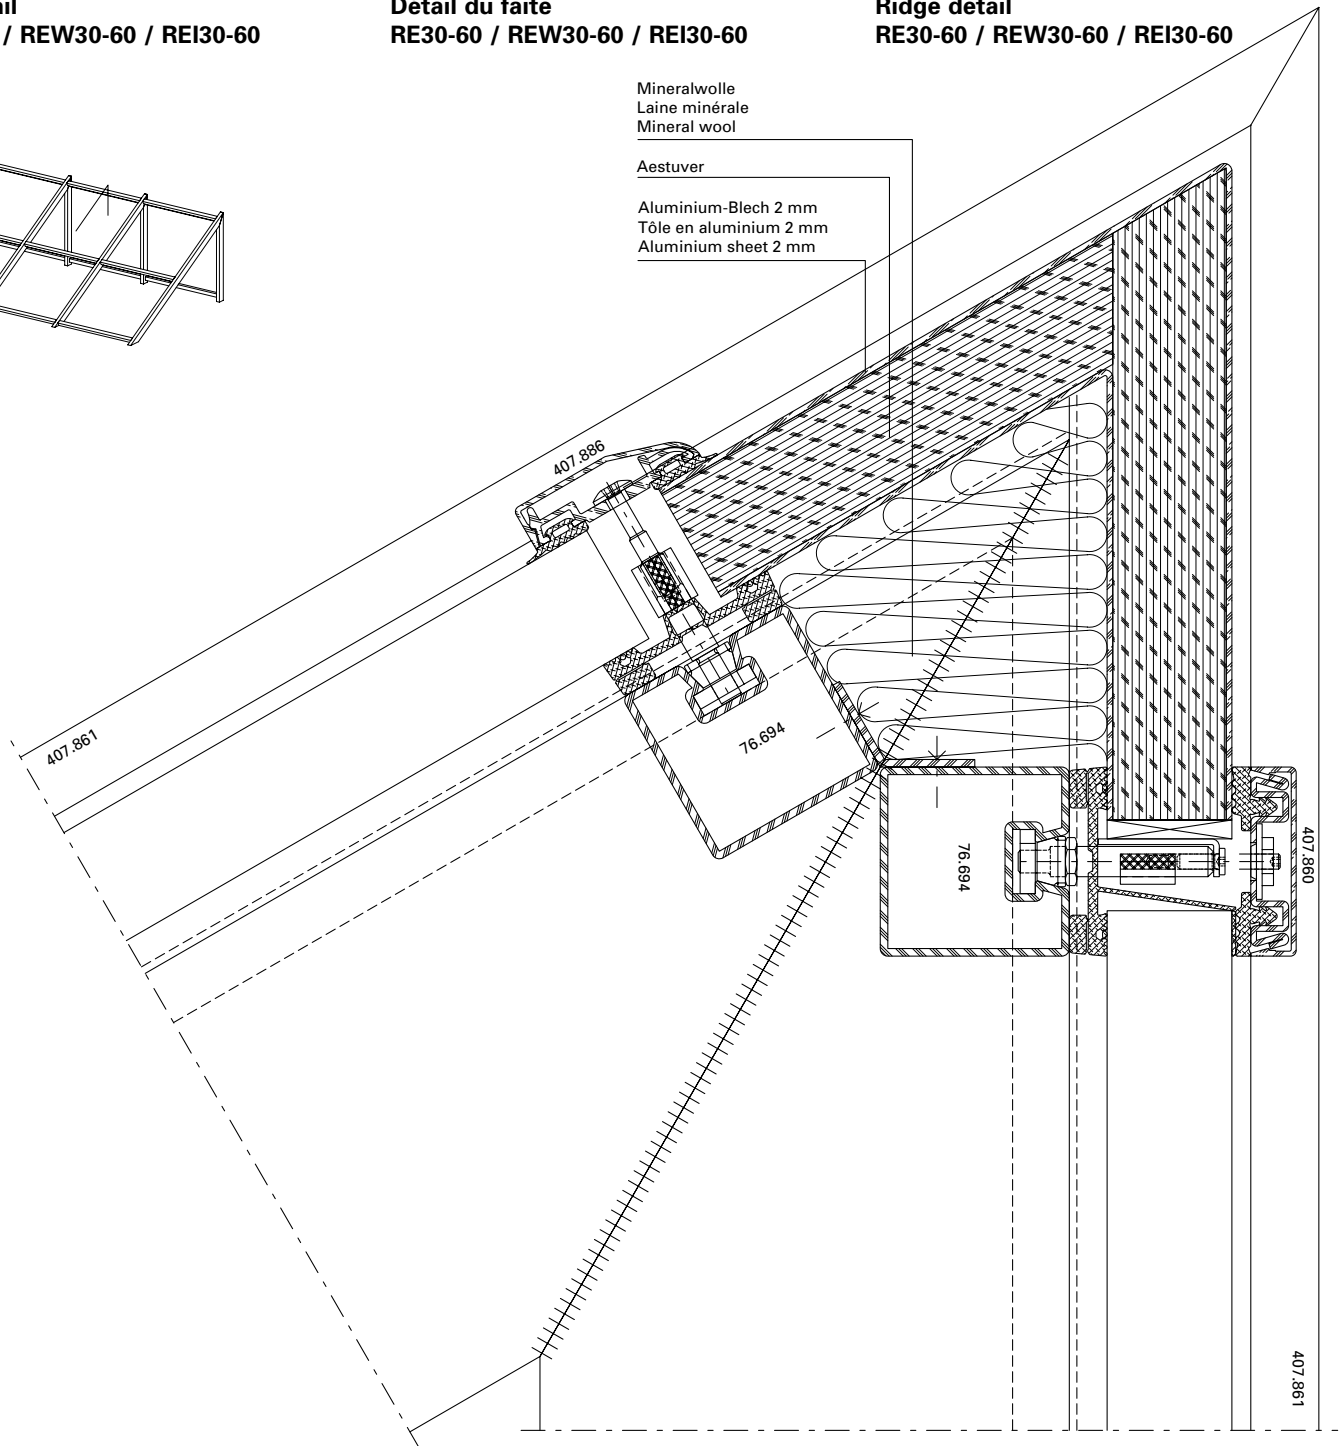 / REW30-60 / REI30-60
Détail du faîte
RE30-60 / REW30-60 / REI30-60
Ridge detail
RE30-60 / REW30-60 / REI30-60
Mineralwolle
Laine minérale
Mineral wool
Aestuver
Aluminium-Blech 2 mm
Tôle en aluminium 2 mm
Aluminium sheet 2 mm
407.886
407.861
76.694
76.694
407.860
407.861